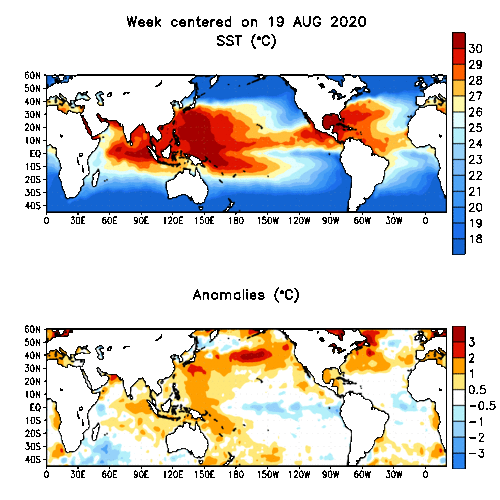 Week centered on 19 AUG 2020
SST (°C)
60N
50N
40N
30N
20N
10N
EQ
10S
20S
30S
40S
0 30E 60E 90E 120E 150E 180 150W 120W 90W 60W 30W 0
30
29
28
27
26
25
24
23
22
21
20
19
18
Anomalies (°C)
60N
50N
40N
30N
20N
10N
EQ
10S
20S
30S
40S
0 30E 60E 90E 120E 150E 180 150W 120W 90W 60W 30W 0
3
2
1
0.5
-0.5
-1
-2
-3